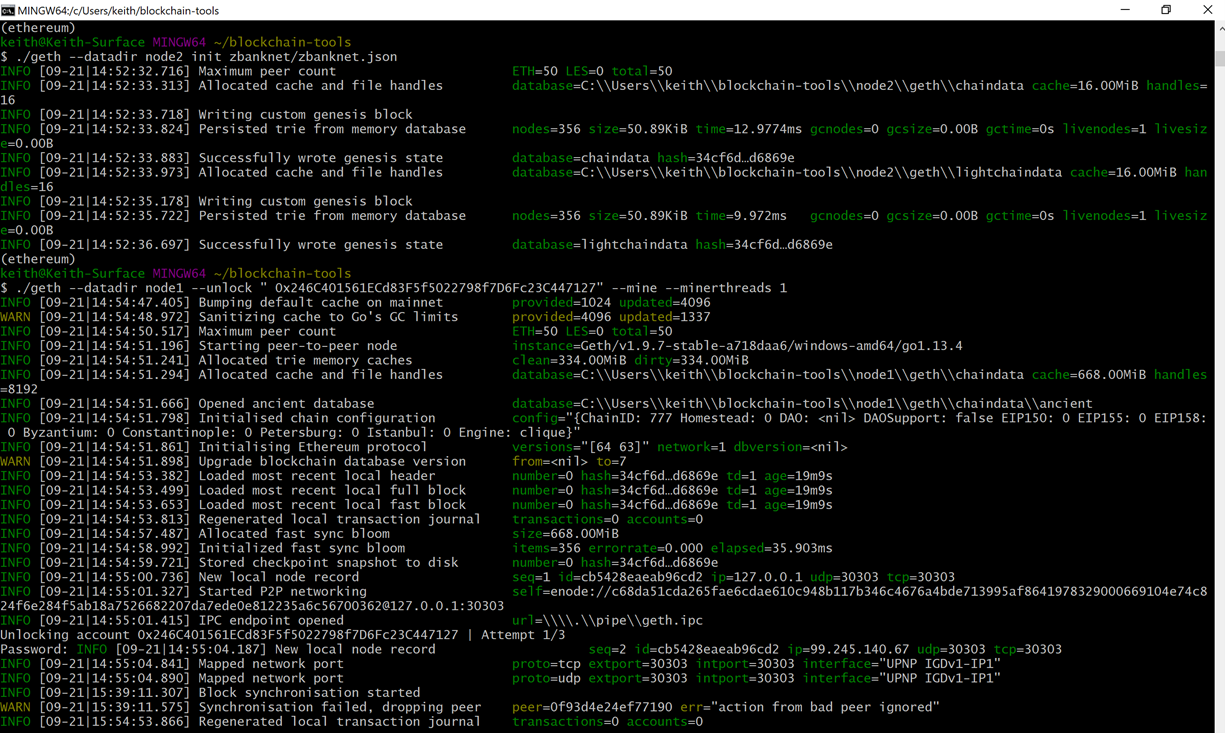 MINGW64:/c/Users/keith/blockchain-tools
(ethereum)
keith@Keith-Surface MINGW64 ~/blockchain-tools
$ ./geth --datadir node2 init zbanknet/zbanknet.json
INFO [09-21|14:52:32.716] Maximum peer count ETH=50 LES=0 total=50
INFO [09-21|14:52:33.313] Allocated cache and file handles database=C:\\Users\\keith\\blockchain-tools\\node2\\geth\\chaindata cache=16.00MiB handles=
16
INFO [09-21|14:52:33.718] Writing custom genesis block
INFO [09-21|14:52:33.824] Persisted trie from memory database nodes=356 size=50.89KiB time=12.9774ms gcnodes=0 gcsize=0.00B gctime=0s livenodes=1 livesiz
e=0.00B
INFO [09-21|14:52:33.883] Successfully wrote genesis state database=chaindata hash=34cf6d…d6869e
INFO [09-21|14:52:33.973] Allocated cache and file handles database=C:\\Users\\keith\\blockchain-tools\\node2\\geth\\lightchaindata cache=16.00MiB han
dles=16
INFO [09-21|14:52:35.178] Writing custom genesis block
INFO [09-21|14:52:35.722] Persisted trie from memory database nodes=356 size=50.89KiB time=9.972ms gcnodes=0 gcsize=0.00B gctime=0s livenodes=1 livesiz
e=0.00B
INFO [09-21|14:52:36.697] Successfully wrote genesis state database=lightchaindata hash=34cf6d…d6869e
(ethereum)
keith@Keith-Surface MINGW64 ~/blockchain-tools
$ ./geth --datadir node1 --unlock " 0x246C401561ECd83F5f5022798f7D6Fc23C447127" --mine --minerthreads 1
INFO [09-21|14:54:47.405] Bumping default cache on mainnet provided=1024 updated=4096
WARN [09-21|14:54:48.972] Sanitizing cache to Go's GC limits provided=4096 updated=1337
INFO [09-21|14:54:50.517] Maximum peer count ETH=50 LES=0 total=50
INFO [09-21|14:54:51.196] Starting peer-to-peer node instance=Geth/v1.9.7-stable-a718daa6/windows-amd64/go1.13.4
INFO [09-21|14:54:51.241] Allocated trie memory caches clean=334.00MiB dirty=334.00MiB
INFO [09-21|14:54:51.294] Allocated cache and file handles database=C:\\Users\\keith\\blockchain-tools\\node1\\geth\\chaindata cache=668.00MiB handles
=8192
INFO [09-21|14:54:51.666] Opened ancient database database=C:\\Users\\keith\\blockchain-tools\\node1\\geth\\chaindata\\ancient
INFO [09-21|14:54:51.798] Initialised chain configuration config="{ChainID: 777 Homestead: 0 DAO: <nil> DAOSupport: false EIP150: 0 EIP155: 0 EIP158:
0 Byzantium: 0 Constantinople: 0 Petersburg: 0 Istanbul: 0 Engine: clique}"
INFO [09-21|14:54:51.861] Initialising Ethereum protocol versions="[64 63]" network=1 dbversion=<nil>
WARN [09-21|14:54:51.898] Upgrade blockchain database version from=<nil> to=7
INFO [09-21|14:54:53.382] Loaded most recent local header number=0 hash=34cf6d…d6869e td=1 age=19m9s
INFO [09-21|14:54:53.499] Loaded most recent local full block number=0 hash=34cf6d…d6869e td=1 age=19m9s
INFO [09-21|14:54:53.653] Loaded most recent local fast block number=0 hash=34cf6d…d6869e td=1 age=19m9s
INFO [09-21|14:54:53.813] Regenerated local transaction journal transactions=0 accounts=0
INFO [09-21|14:54:57.487] Allocated fast sync bloom size=668.00MiB
INFO [09-21|14:54:58.992] Initialized fast sync bloom items=356 errorrate=0.000 elapsed=35.903ms
INFO [09-21|14:54:59.721] Stored checkpoint snapshot to disk number=0 hash=34cf6d…d6869e
INFO [09-21|14:55:00.736] New local node record seq=1 id=cb5428eaeab96cd2 ip=127.0.0.1 udp=30303 tcp=30303
INFO [09-21|14:55:01.327] Started P2P networking self=enode://c68da51cda265fae6cdae610c948b117b346c4676a4bde713995af8641978329000669104e74c8
24f6e284f5ab18a7526682207da7ede0e812235a6c56700362@127.0.0.1:30303
INFO [09-21|14:55:01.415] IPC endpoint opened url=\\\\.\\pipe\\geth.ipc
Unlocking account 0x246C401561ECd83F5f5022798f7D6Fc23C447127 | Attempt 1/3
Password: INFO [09-21|14:55:04.187] New local node record seq=2 id=cb5428eaeab96cd2 ip=99.245.140.67 udp=30303 tcp=30303
INFO [09-21|14:55:04.841] Mapped network port proto=tcp extport=30303 intport=30303 interface="UPNP IGDv1-IP1"
INFO [09-21|14:55:04.890] Mapped network port proto=udp extport=30303 intport=30303 interface="UPNP IGDv1-IP1"
INFO [09-21|15:39:11.307] Block synchronisation started
WARN [09-21|15:39:11.575] Synchronisation failed, dropping peer peer=0f93d4e24ef77190 err="action from bad peer ignored"
INFO [09-21|15:54:53.866] Regenerated local transaction journal transactions=0 accounts=0